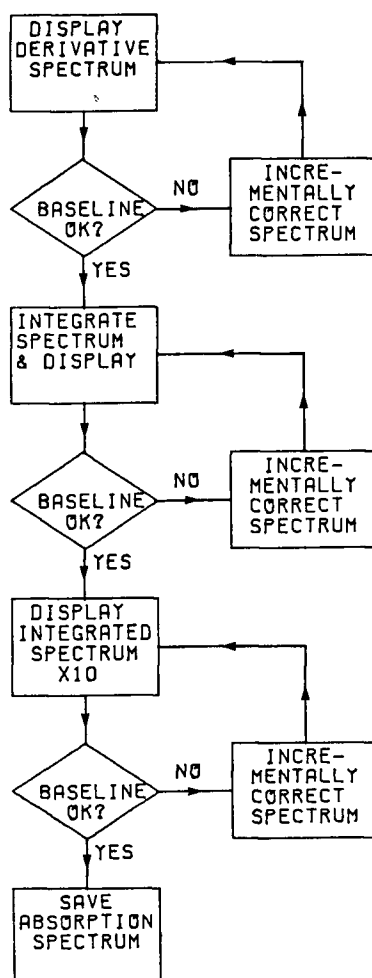 DISPLAY
DERIVATIVE
SPECTRUM
BASELINE
OK?
NO
INCRE-
MENTALLY
CORRECT
SPECTRUM
YES
INTEGRATE
SPECTRUM
& DISPLAY
BASELINE
OK?
NO
INCRE-
MENTALLY
CORRECT
SPECTRUM
YES
DISPLAY
INTEGRATED
SPECTRUM
X10
BASELINE
OK?
NO
INCRE-
MENTALLY
CORRECT
SPECTRUM
YES
SAVE
ABSORPTION
SPECTRUM